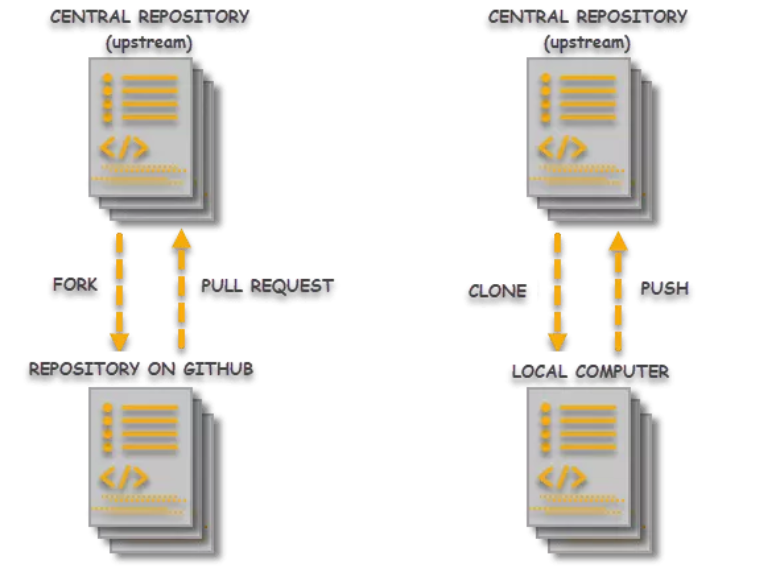 CENTRAL REPOSITORY
(upstream)
</>
FORK
PULL REQUEST
REPOSITORY ON GITHUB
</>
CENTRAL REPOSITORY
(upstream)
</>
CLONE
PUSH
LOCAL COMPUTER
</>